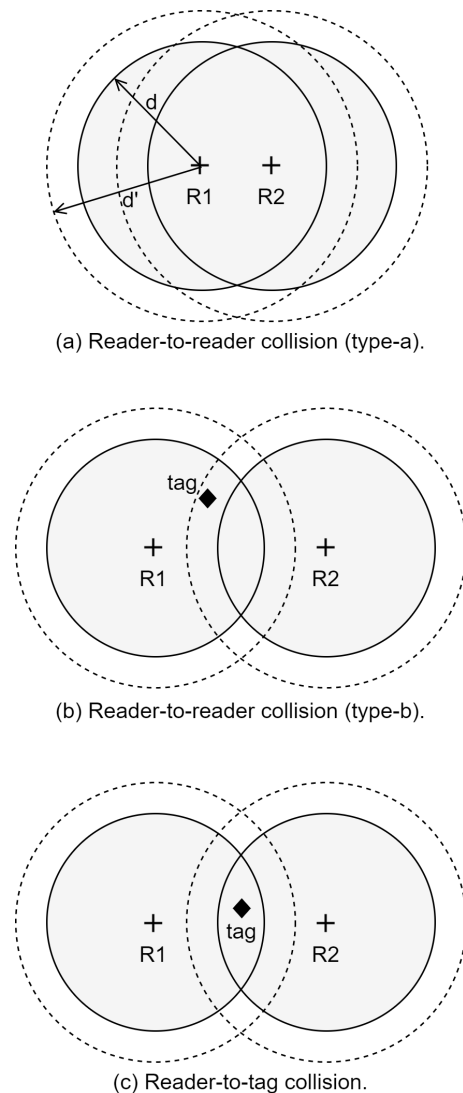 d
d'
R1
R2
(a) Reader-to-reader collision (type-a).
tag
R1
R2
(b) Reader-to-reader collision (type-b).
R1
tag
R2
(c) Reader-to-tag collision.